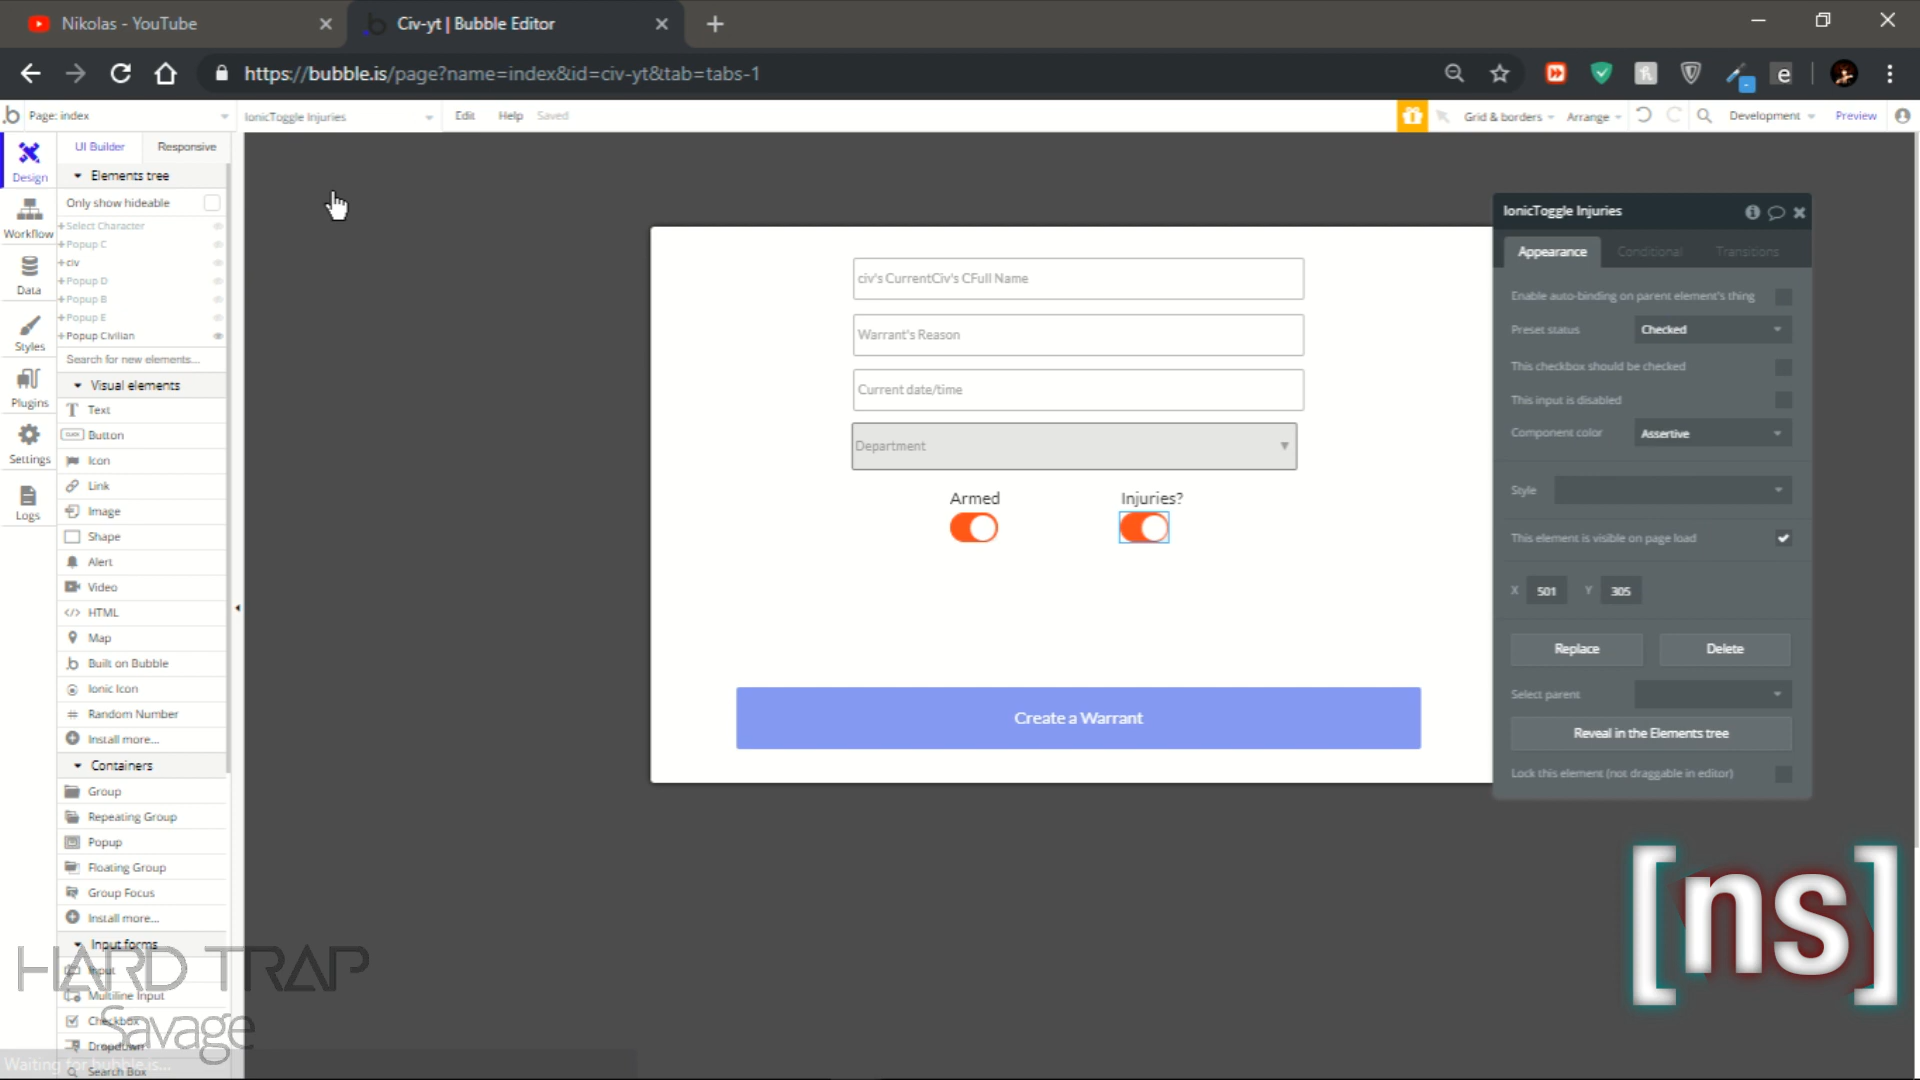 Nikolas - YouTube
Civ-yt | Bubble Editor
https://bubble.is/page?name=index&id=civ-yt&tab=tabs-1
Page: index
IonicToggle Injuries
Edit
Help
Saved
Grid & borders
Arrange
Development
Preview
Design
Workflow
Data
Styles
Plugins
Settings
Logs
UI Builder
Responsive
Elements tree
Only show hideable
+Select Character
+Popup C
+civ
+Popup D
+Popup B
+Popup E
+Popup Civilian
Search for new elements...
Visual elements
Text
Button
Icon
Link
Image
Shape
Alert
Video
HTML
Map
Built on Bubble
Ionic Icon
Random Number
Install more...
Containers
Group
Repeating Group
Popup
Floating Group
Group Focus
Install more...
Input forms
Input
Multiline Input
Checkbox
Dropdown
Search Box
civ's CurrentCiv's CFull Name
Warrant's Reason
Current date/time
Department
Armed
Injuries?
Create a Warrant
IonicToggle Injuries
Appearance
Conditional
Transitions
Enable auto-binding on parent element's thing
Preset status
Checked
This checkbox should be checked
This input is disabled
Component color
Assertive
Style
This element is visible on page load
X 501 Y 305
Replace
Delete
Select parent
Reveal in the Elements tree
Lock this element (not draggable in editor)
HARD TRAP
Savage
Waiting for bubble.is...
[ns]